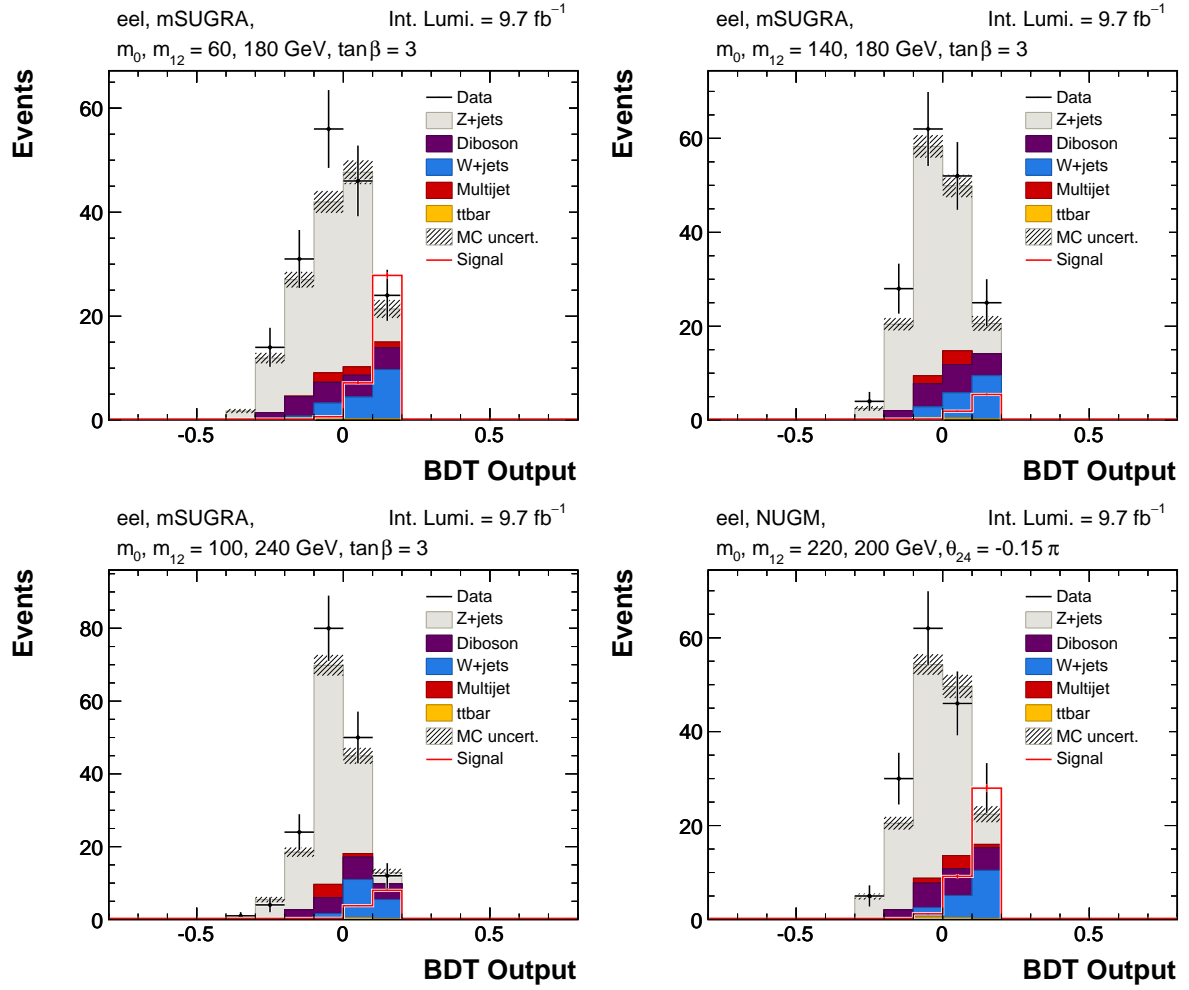 eel, mSUGRA, Int. Lumi. = 9.7 fb⁻¹
m₀, m₁₂ = 60, 180 GeV, tanβ = 3
Events
60
40
20
0
-0.5 0 0.5
BDT Output
Data
Z+jets
Diboson
W+jets
Multijet
ttbar
MC uncert.
Signal
eel, mSUGRA, Int. Lumi. = 9.7 fb⁻¹
m₀, m₁₂ = 140, 180 GeV, tanβ = 3
Events
60
40
20
0
-0.5 0 0.5
BDT Output
Data
Z+jets
Diboson
W+jets
Multijet
ttbar
MC uncert.
Signal
eel, mSUGRA, Int. Lumi. = 9.7 fb⁻¹
m₀, m₁₂ = 100, 240 GeV, tanβ = 3
Events
80
60
40
20
0
-0.5 0 0.5
BDT Output
Data
Z+jets
Diboson
W+jets
Multijet
ttbar
MC uncert.
Signal
eel, NUGM, Int. Lumi. = 9.7 fb⁻¹
m₀, m₁₂ = 220, 200 GeV,θ₂₄ = -0.15 π
Events
60
40
20
0
-0.5 0 0.5
BDT Output
Data
Z+jets
Diboson
W+jets
Multijet
ttbar
MC uncert.
Signal